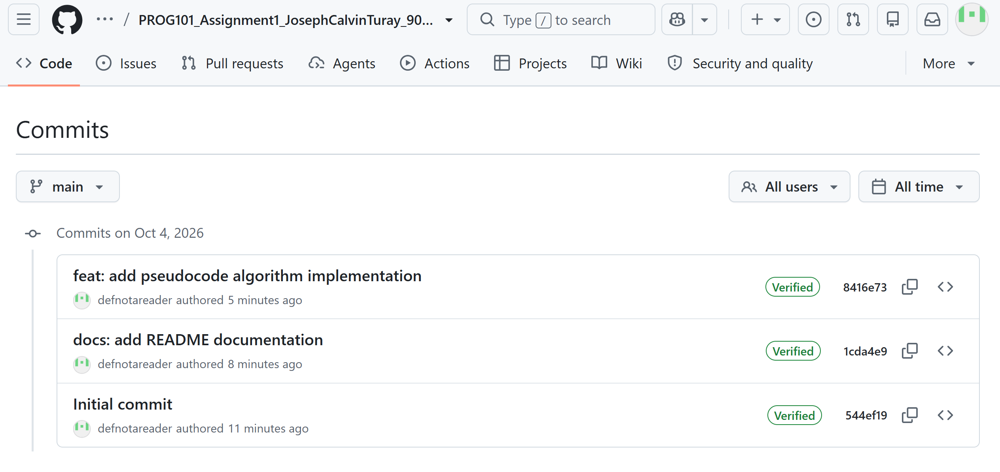 ... / PROG101_Assignment1_JosephCalvinTuray_90... Type / to search
Code Issues Pull requests Agents Actions Projects Wiki Security and quality More
Commits
main All users All time
Commits on Oct 4, 2026
feat: add pseudocode algorithm implementation
defnotareader authored 5 minutes ago
Verified 8416e73
docs: add README documentation
defnotareader authored 8 minutes ago
Verified 1cda4e9
Initial commit
defnotareader authored 11 minutes ago
Verified 544ef19